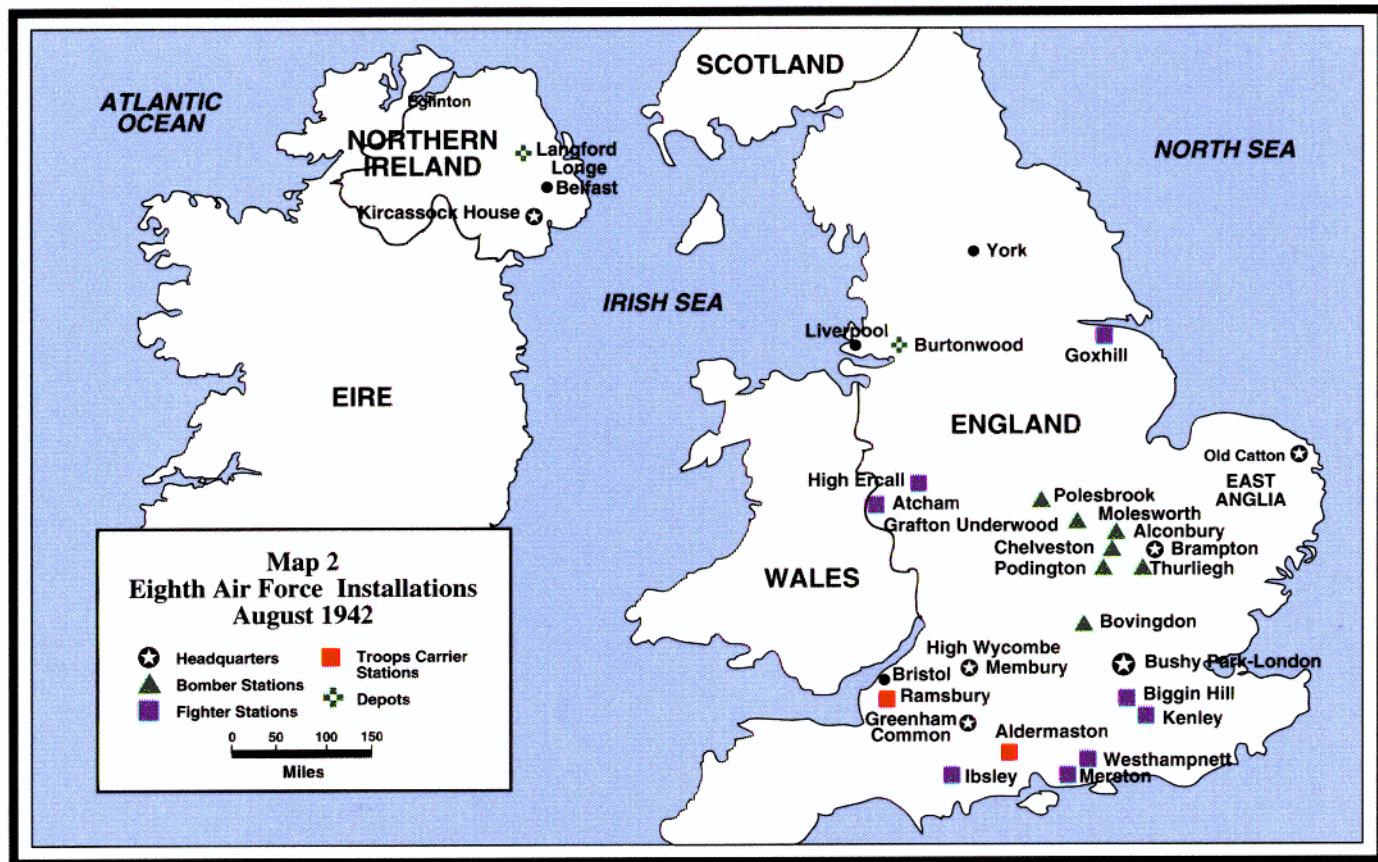 SCOTLAND
ATLANTIC
OCEAN
Eglinton
NORTHERN
IRELAND
Langford
Longe
Belfast
Kircassock House
NORTH SEA
York
IRISH SEA
Liverpool
Burtonwood
Goxhill
EIRE
ENGLAND
Old Catton
EAST
ANGLIA
High Ercall
Atcham
Polesbrook
Molesworth
Grafton Underwood
Alconbury
Chelveston
Brampton
Podington
Thurliegh
WALES
Bovingdon
High Wycombe
Membury
Bushy Park-London
Bristol
Ramsbury
Biggin Hill
Kenley
Greenham
Common
Aldermaston
Westhampnett
Ibsley
Merston
Map 2
Eighth Air Force Installations
August 1942
Headquarters
Bomber Stations
Fighter Stations
Troops Carrier
Stations
Depots
0 50 100 150
Miles